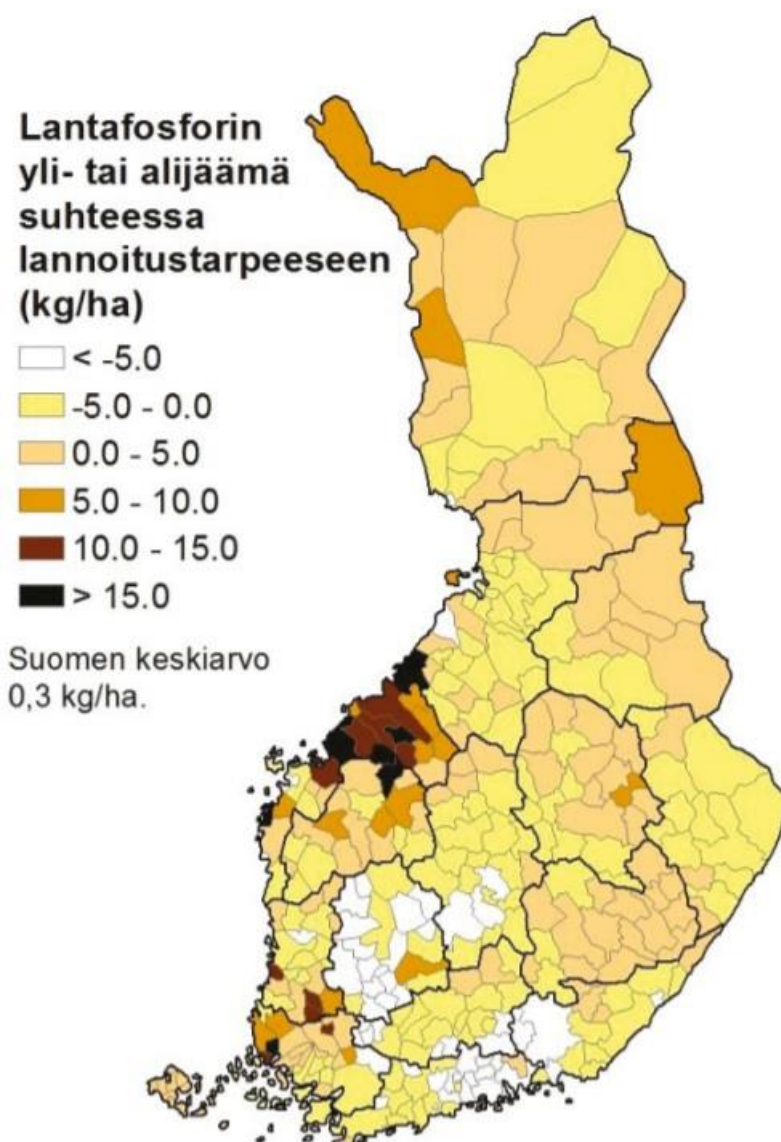 Lantafosforin
yli- tai alijäämä
suhteessa
lannoitustarpeeseen
(kg/ha)
< -5.0
-5.0 - 0.0
0.0 - 5.0
5.0 - 10.0
10.0 - 15.0
> 15.0
Suomen keskiarvo
0,3 kg/ha.